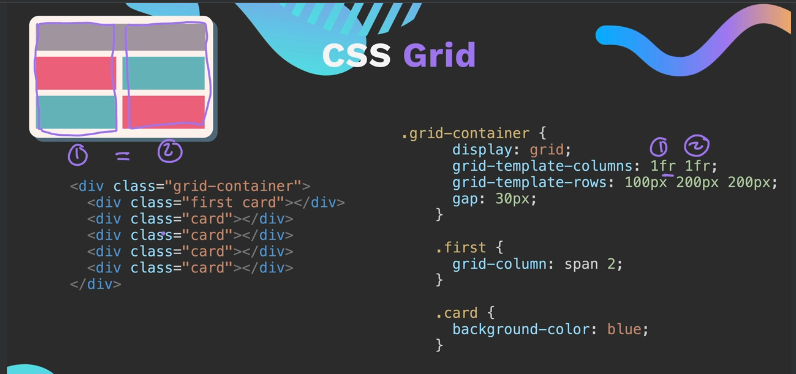 CSS Grid
① = ②
<div class="grid-container">
<div class="first card"></div>
<div class="card"></div>
<div class="card"></div>
<div class="card"></div>
<div class="card"></div>
</div>
.grid-container {
display: grid;
① ②
grid-template-columns: 1fr 1fr;
grid-template-rows: 100px 200px 200px;
gap: 30px;
}
.first {
grid-column: span 2;
}
.card {
background-color: blue;
}